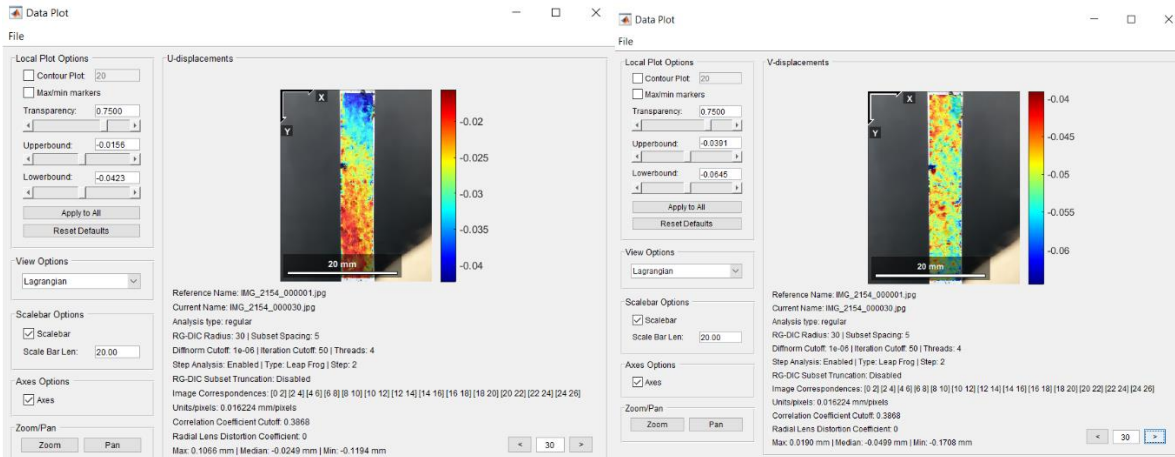 Data Plot
File
Local Plot Options
Contour Plot: 20
Max/min markers
Transparency: 0.7500
Upperbound: -0.0156
Lowerbound: -0.0423
Apply to All
Reset Defaults
View Options
Lagrangian
Scalebar Options
Scalebar
Scale Bar Len: 20.00
Axes Options
Axes
Zoom/Pan
Zoom Pan
U-displacements
X
Y
20 mm
-0.02
-0.025
-0.03
-0.035
-0.04
Reference Name: IMG_2154_000001.jpg
Current Name: IMG_2154_000030.jpg
Analysis type: regular
RG-DIC Radius: 30 | Subset Spacing: 5
Diffnorm Cutoff: 1e-06 | Iteration Cutoff: 50 | Threads: 4
Step Analysis: Enabled | Type: Leap Frog | Step: 2
RG-DIC Subset Truncation: Disabled
Image Correspondences: [0 2] [2 4] [4 6] [6 8] [8 10] [10 12] [12 14] [14 16] [16 18] [18 20] [20 22] [22 24] [24 26]
Units/pixels: 0.016224 mm/pixels
Correlation Coefficient Cutoff: 0.3868
Radial Lens Distortion Coefficient: 0
Max: 0.1066 mm | Median: -0.0249 mm | Min: -0.1194 mm
< 30 >
Data Plot
File
Local Plot Options
Contour Plot: 20
Max/min markers
Transparency: 0.7500
Upperbound: -0.0391
Lowerbound: -0.0645
Apply to All
Reset Defaults
View Options
Lagrangian
Scalebar Options
Scalebar
Scale Bar Len: 20.00
Axes Options
Axes
Zoom/Pan
Zoom Pan
V-displacements
X
Y
20 mm
-0.04
-0.045
-0.05
-0.055
-0.06
Reference Name: IMG_2154_000001.jpg
Current Name: IMG_2154_000030.jpg
Analysis type: regular
RG-DIC Radius: 30 | Subset Spacing: 5
Diffnorm Cutoff: 1e-06 | Iteration Cutoff: 50 | Threads: 4
Step Analysis: Enabled | Type: Leap Frog | Step: 2
RG-DIC Subset Truncation: Disabled
Image Correspondences: [0 2] [2 4] [4 6] [6 8] [8 10] [10 12] [12 14] [14 16] [16 18] [18 20] [20 22] [22 24] [24 26]
Units/pixels: 0.016224 mm/pixels
Correlation Coefficient Cutoff: 0.3868
Radial Lens Distortion Coefficient: 0
Max: 0.0190 mm | Median: -0.0499 mm | Min: -0.1708 mm
< 30 >